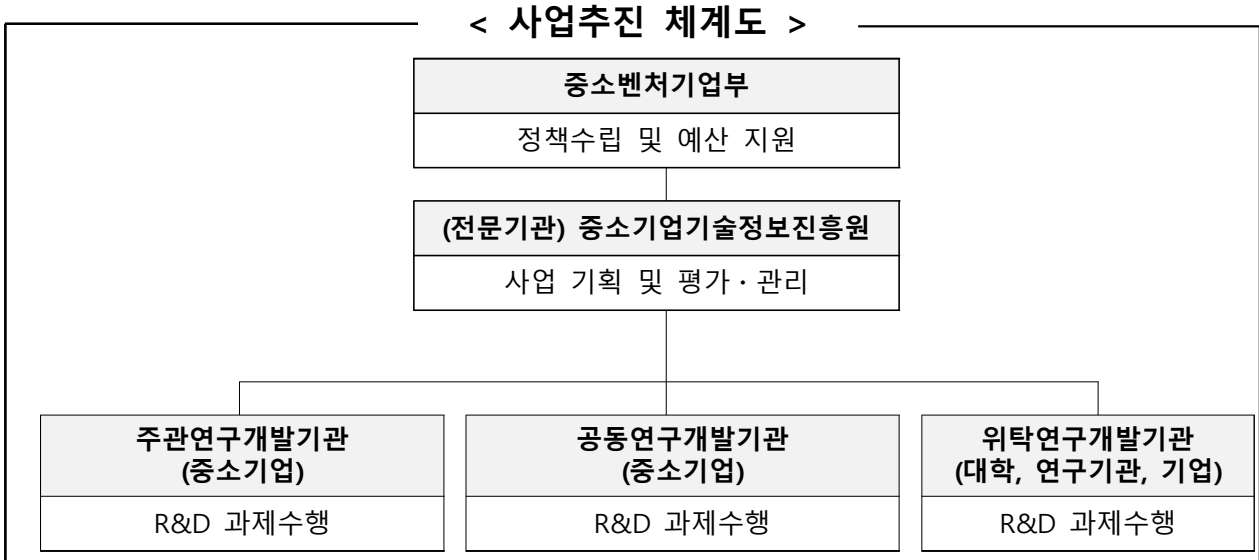 < 사업추진 체계도 >
중소벤처기업부
정책수립 및 예산 지원
(전문기관) 중소기업기술정보진흥원
사업 기획 및 평가·관리
주관연구개발기관
(중소기업)
R&D 과제수행
공동연구개발기관
(중소기업)
R&D 과제수행
위탁연구개발기관
(대학, 연구기관, 기업)
R&D 과제수행